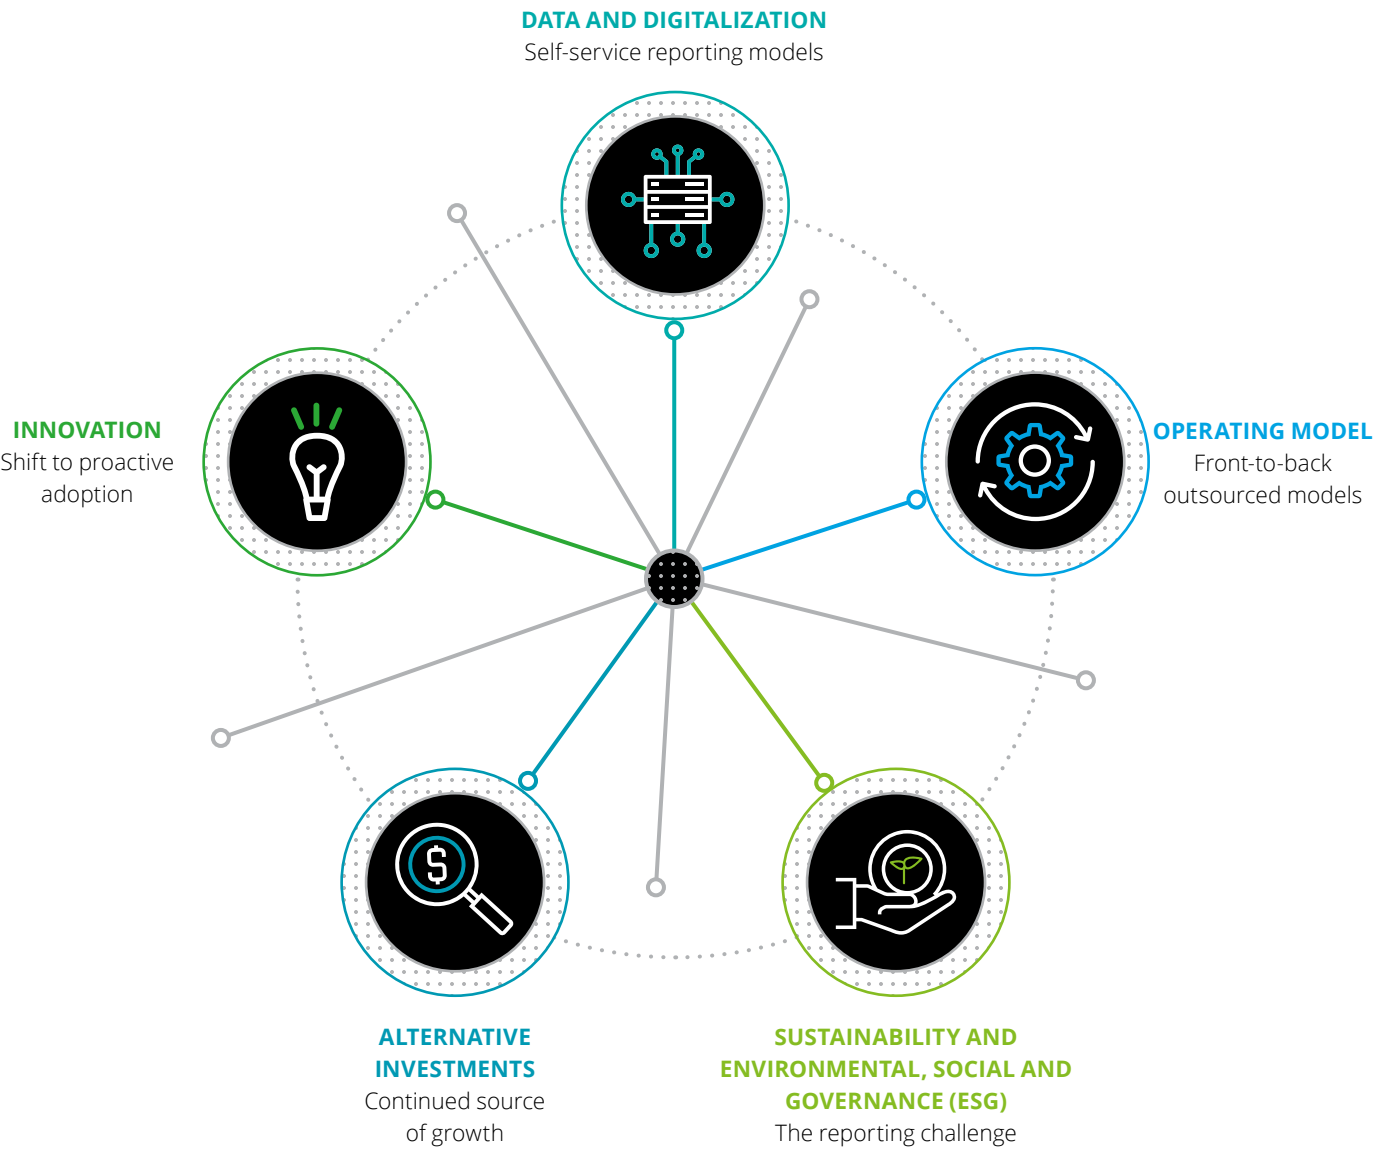 DATA AND DIGITALIZATION
Self-service reporting models
INNOVATION
Shift to proactive
adoption
OPERATING MODEL
Front-to-back
outsourced models
$
ALTERNATIVE
INVESTMENTS
Continued source
of growth
SUSTAINABILITY AND
ENVIRONMENTAL, SOCIAL AND
GOVERNANCE (ESG)
The reporting challenge